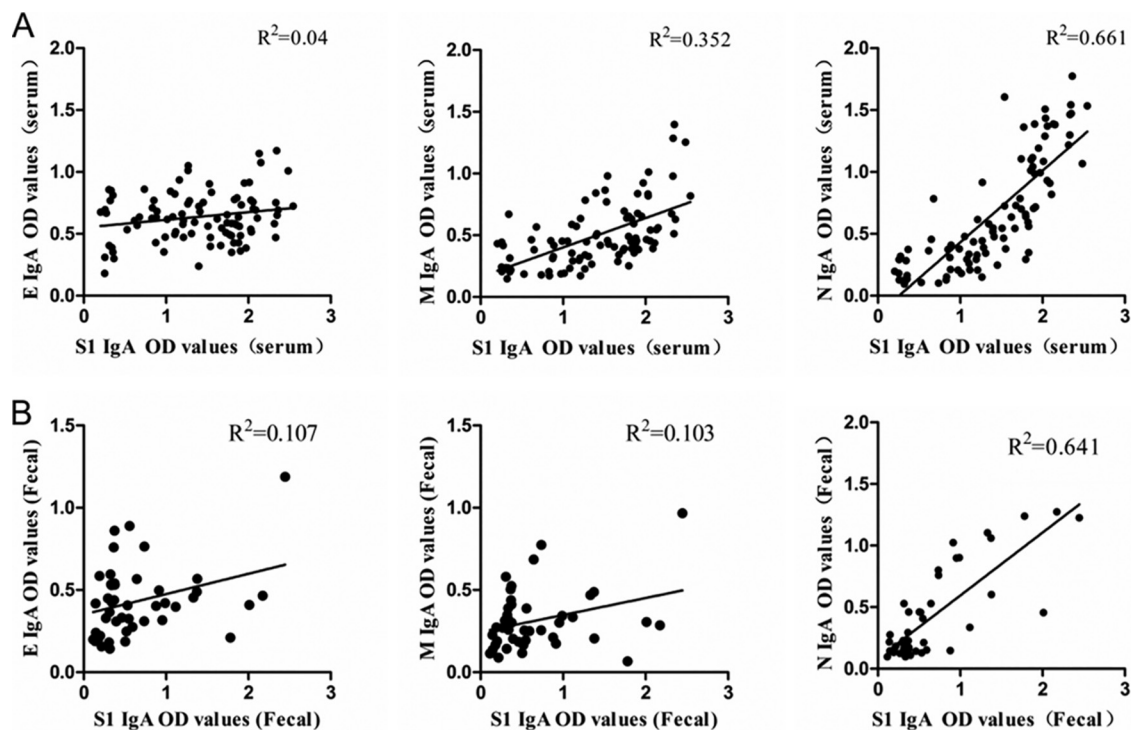 A
R²=0.04
E IgA OD values (serum)
2.0
1.5
1.0
0.5
0.0
0 1 2 3
S1 IgA OD values (serum)
R²=0.352
M IgA OD values (serum)
2.0
1.5
1.0
0.5
0.0
0 1 2 3
S1 IgA OD values (serum)
R²=0.661
N IgA OD values (serum)
2.0
1.5
1.0
0.5
0.0
0 1 2 3
S1 IgA OD values (serum)
B
R²=0.107
E IgA OD values (Fecal)
1.5
1.0
0.5
0.0
0 1 2 3
S1 IgA OD values (Fecal)
R²=0.103
M IgA OD values (Fecal)
1.5
1.0
0.5
0.0
0 1 2 3
S1 IgA OD values (Fecal)
R²=0.641
N IgA OD values (Fecal)
2.0
1.5
1.0
0.5
0.0
0 1 2 3
S1 IgA OD values (Fecal)